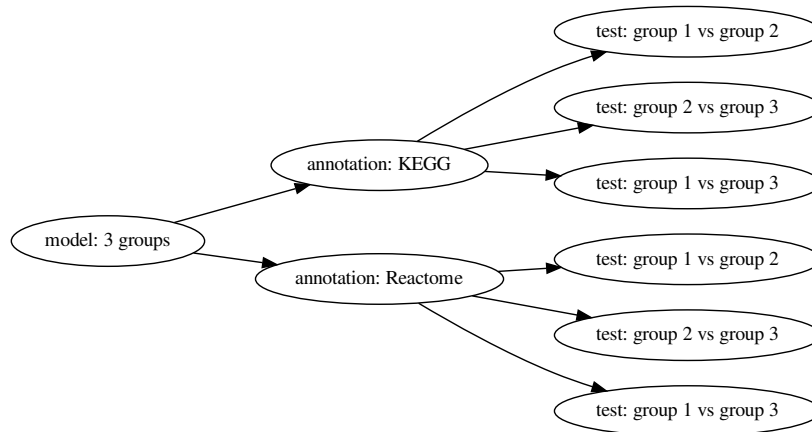 test: group 1 vs group 2
test: group 2 vs group 3
annotation: KEGG
test: group 1 vs group 3
model: 3 groups
test: group 1 vs group 2
annotation: Reactome
test: group 2 vs group 3
test: group 1 vs group 3